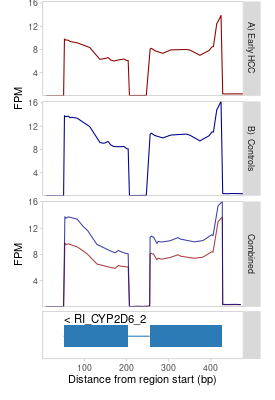 16
12
8
4
A) Early HCC
FPM
16
12
8
4
B) Controls
16
12
8
4
Combined
FPM
< RI_CYP2D6_2
100 200 300 400
Distance from region start (bp)